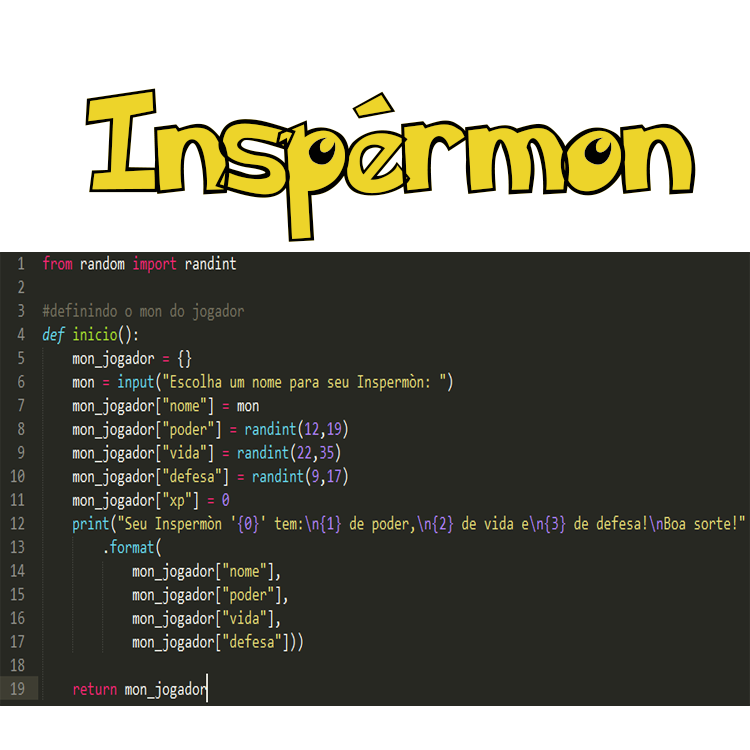 Inspérmon
1 from random import randint
2
3 #definindo o mon do jogador
4 def inicio():
5     mon_jogador = {}
6     mon = input("Escolha um nome para seu Inspermòn: ")
7     mon_jogador["nome"] = mon
8     mon_jogador["poder"] = randint(12,19)
9     mon_jogador["vida"] = randint(22,35)
10     mon_jogador["defesa"] = randint(9,17)
11     mon_jogador["xp"] = 0
12     print("Seu Inspermòn '{0}' tem:\n{1} de poder,\n{2} de vida e\n{3} de defesa!\nBoa sorte!"
13         .format(
14             mon_jogador["nome"],
15             mon_jogador["poder"],
16             mon_jogador["vida"],
17             mon_jogador["defesa"]))
18
19     return mon_jogador